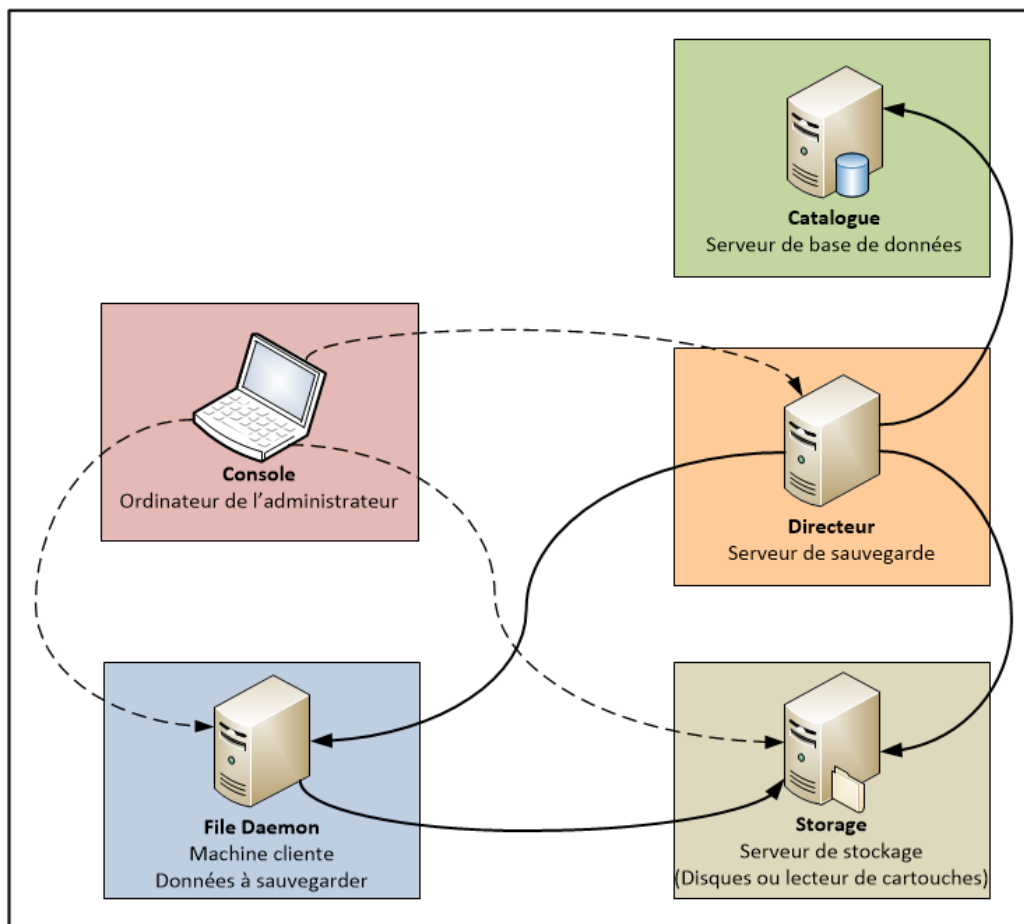 Catalogue
Serveur de base de données
Console
Ordinateur de l'administrateur
Directeur
Serveur de sauvegarde
File Daemon
Machine cliente
Données à sauvegarder
Storage
Serveur de stockage
(Disques ou lecteur de cartouches)